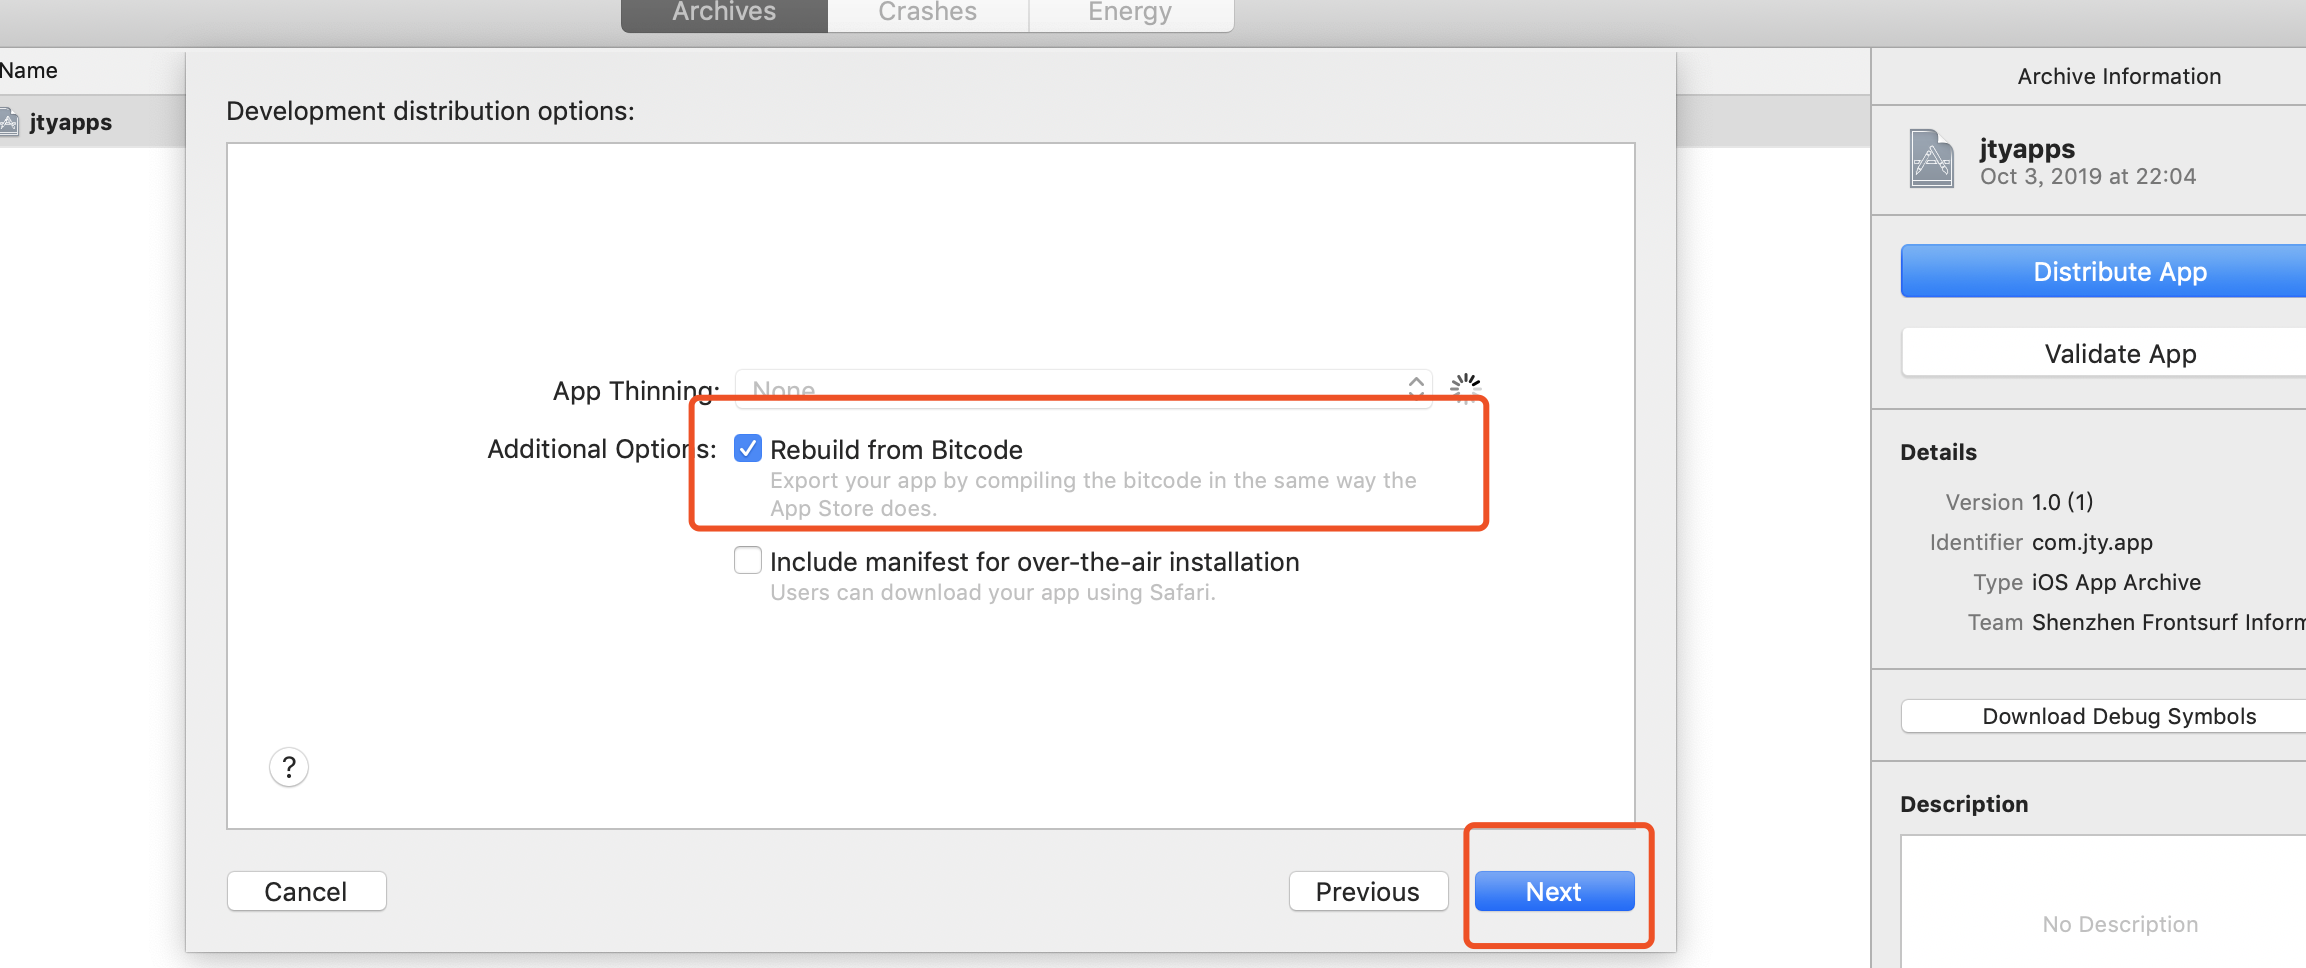 Archives
Crashes
Energy
Name
jtyapps
Development distribution options:
App Thinning:
None
Additional Options:
Rebuild from Bitcode
Export your app by compiling the bitcode in the same way the
App Store does.
Include manifest for over-the-air installation
Users can download your app using Safari.
?
Cancel
Previous
Next
Archive Information
jtyapps
Oct 3, 2019 at 22:04
Distribute App
Validate App
Details
Version 1.0 (1)
Identifier com.jty.app
Type iOS App Archive
Team Shenzhen Frontsurf Inform
Download Debug Symbols
Description
No Description